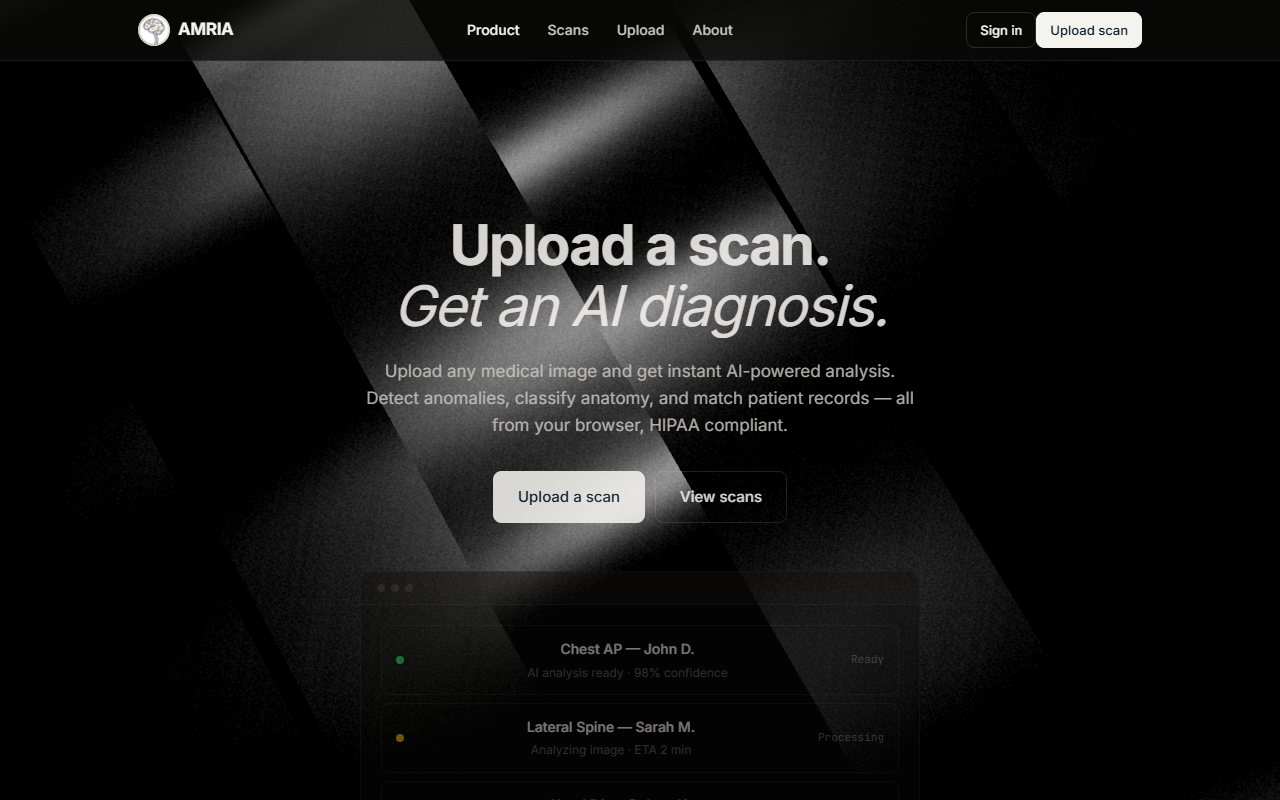 AMRIA
Product
Scans
Upload
About
Sign in
Upload scan
Upload a scan.
Get an AI diagnosis.
Upload any medical image and get instant AI-powered analysis.
Detect anomalies, classify anatomy, and match patient records — all
from your browser, HIPAA compliant.
Upload a scan
View scans
Chest AP — John D.
AI analysis ready · 98% confidence
Ready
Lateral Spine — Sarah M.
Analyzing image · ETA 2 min
Processing